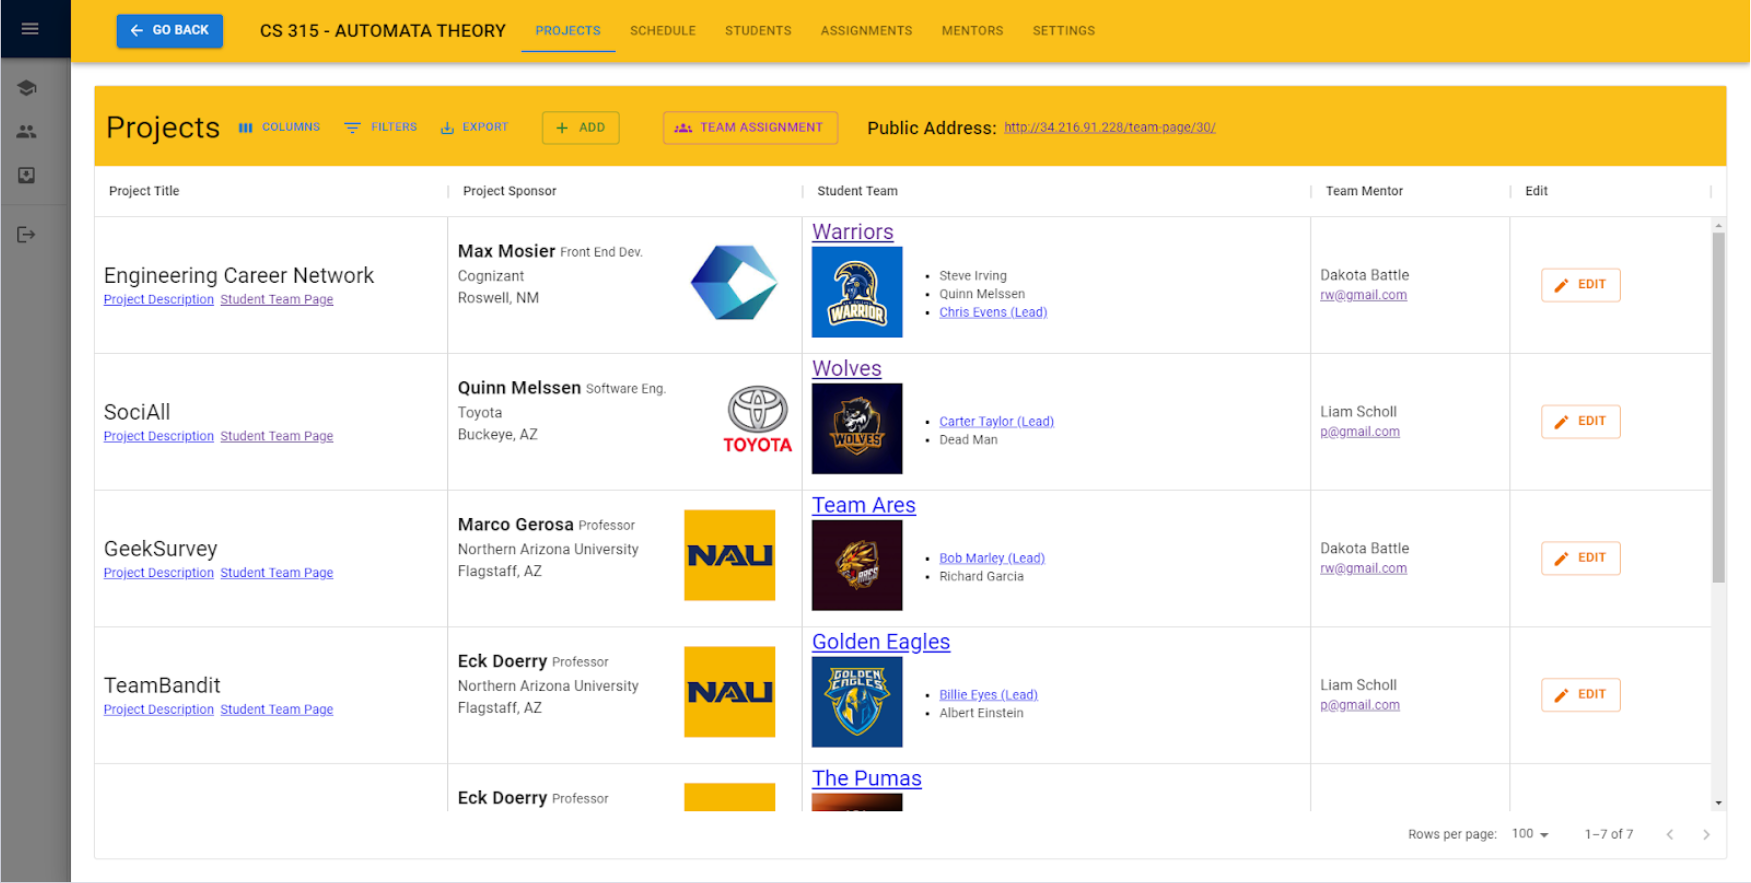 GO BACK
CS 315 - AUTOMATA THEORY
PROJECTS
SCHEDULE
STUDENTS
ASSIGNMENTS
MENTORS
SETTINGS
Projects
COLUMNS
FILTERS
EXPORT
ADD
TEAM ASSIGNMENT
Public Address: http://34.216.91.228/team-page/30/
Project Title
Project Sponsor
Student Team
Team Mentor
Edit
Engineering Career Network
Project Description Student Team Page
Max Mosier Front End Dev.
Cognizant
Roswell, NM
Warriors
WARRIOR
Steve Irving
Quinn Melssen
Chris Evens (Lead)
Dakota Battle
rw@gmail.com
EDIT
SociAll
Project Description Student Team Page
Quinn Melssen Software Eng.
Toyota
Buckeye, AZ
TOYOTA
Wolves
WOLVES
Carter Taylor (Lead)
Dead Man
Liam Scholl
p@gmail.com
EDIT
GeekSurvey
Project Description Student Team Page
Marco Gerosa Professor
Northern Arizona University
Flagstaff, AZ
NAU
Team Ares
ARES
Bob Marley (Lead)
Richard Garcia
Dakota Battle
rw@gmail.com
EDIT
TeamBandit
Project Description Student Team Page
Eck Doerry Professor
Northern Arizona University
Flagstaff, AZ
NAU
Golden Eagles
GOLDEN
EAGLES
Billie Eyes (Lead)
Albert Einstein
Liam Scholl
p@gmail.com
EDIT
Eck Doerry Professor
The Pumas
Rows per page: 100
1–7 of 7